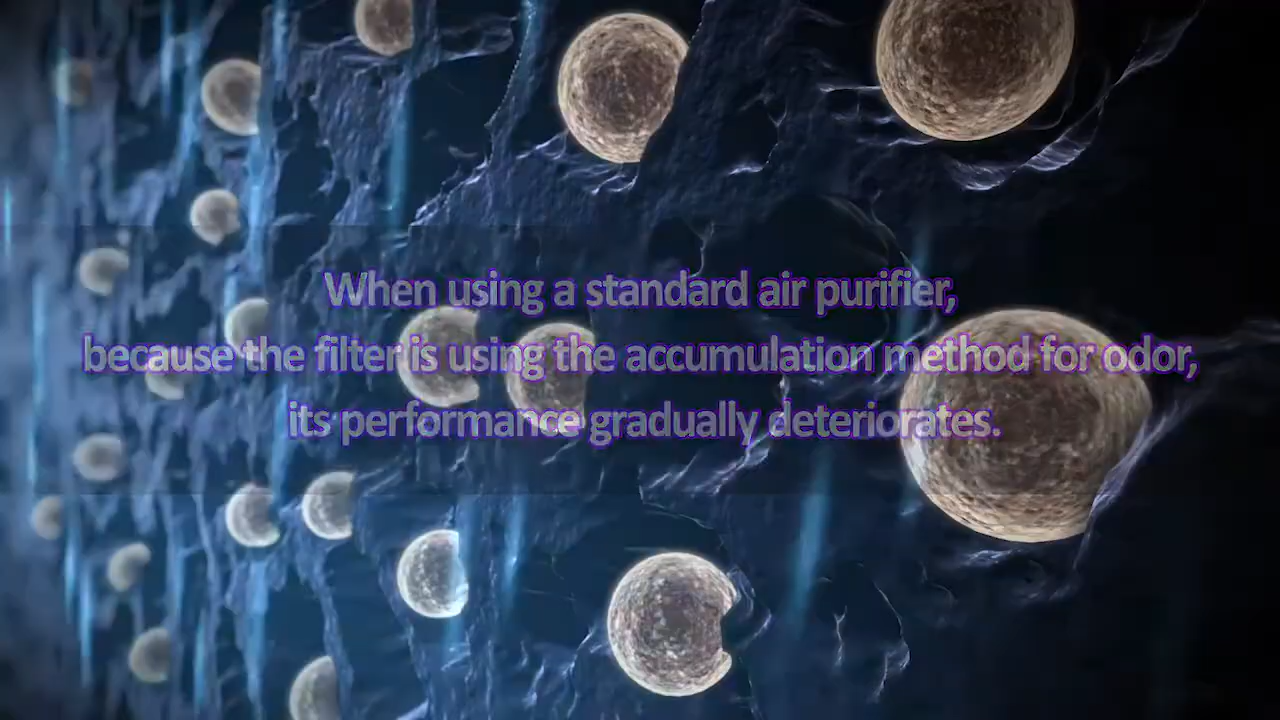 When using a standard air purifier,
because the filter is using the accumulation method for odor,
its performance gradually deteriorates.